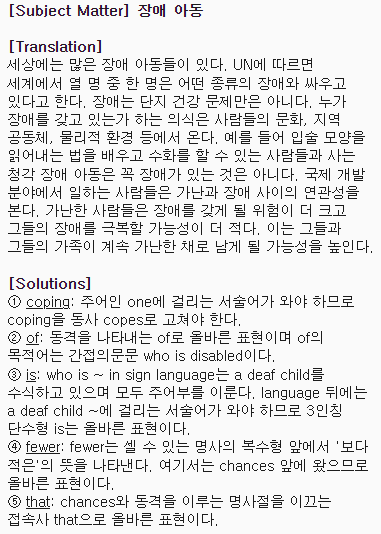 [Subject Matter] 장애 아동
[Translation]
세상에는 많은 장애 아동들이 있다. UN에 따르면
세계에서 열 명 중 한 명은 어떤 종류의 장애와 싸우고
있다고 한다. 장애는 단지 건강 문제만은 아니다. 누가
장애를 갖고 있는가 하는 의식은 사람들의 문화, 지역
공동체, 물리적 환경 등에서 온다. 예를 들어 입술 모양을
읽어내는 법을 배우고 수화를 할 수 있는 사람들과 사는
청각 장애 아동은 꼭 장애가 있는 것은 아니다. 국제 개발
분야에서 일하는 사람들은 가난과 장애 사이의 연관성을
본다. 가난한 사람들은 장애를 갖게 될 위험이 더 크고
그들의 장애를 극복할 가능성이 더 적다. 이는 그들과
그들의 가족이 계속 가난한 채로 남게 될 가능성을 높인다.
[Solutions]
① coping: 주어인 one에 걸리는 서술어가 와야 하므로
coping을 동사 copes로 고쳐야 한다.
② of: 동격을 나타내는 of로 올바른 표현이며 of의
목적어는 간접의문문 who is disabled이다.
③ is: who is ~ in sign language는 a deaf child를
수식하고 있으며 모두 주어부를 이룬다. language 뒤에는
a deaf child ~에 걸리는 서술어가 와야 하므로 3인칭
단수형 is는 올바른 표현이다.
④ fewer: fewer는 셀 수 있는 명사의 복수형 앞에서 '보다
적은'의 뜻을 나타낸다. 여기서는 chances 앞에 왔으므로
올바른 표현이다.
⑤ that: chances와 동격을 이루는 명사절을 이끄는
접속사 that으로 올바른 표현이다.